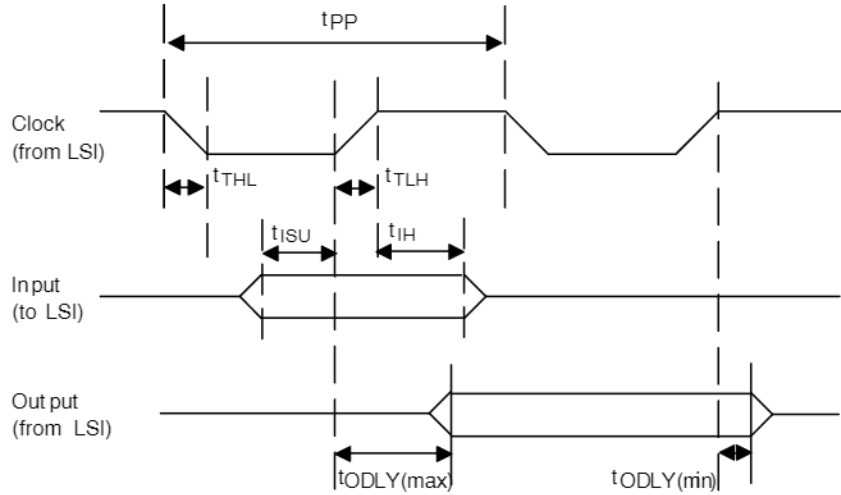 tPP
Clock
(from LSI)
tTHL
tTLH
tISU
tIH
Input
(to LSI)
Output
(from LSI)
tODLY(max)
tODLY(min)